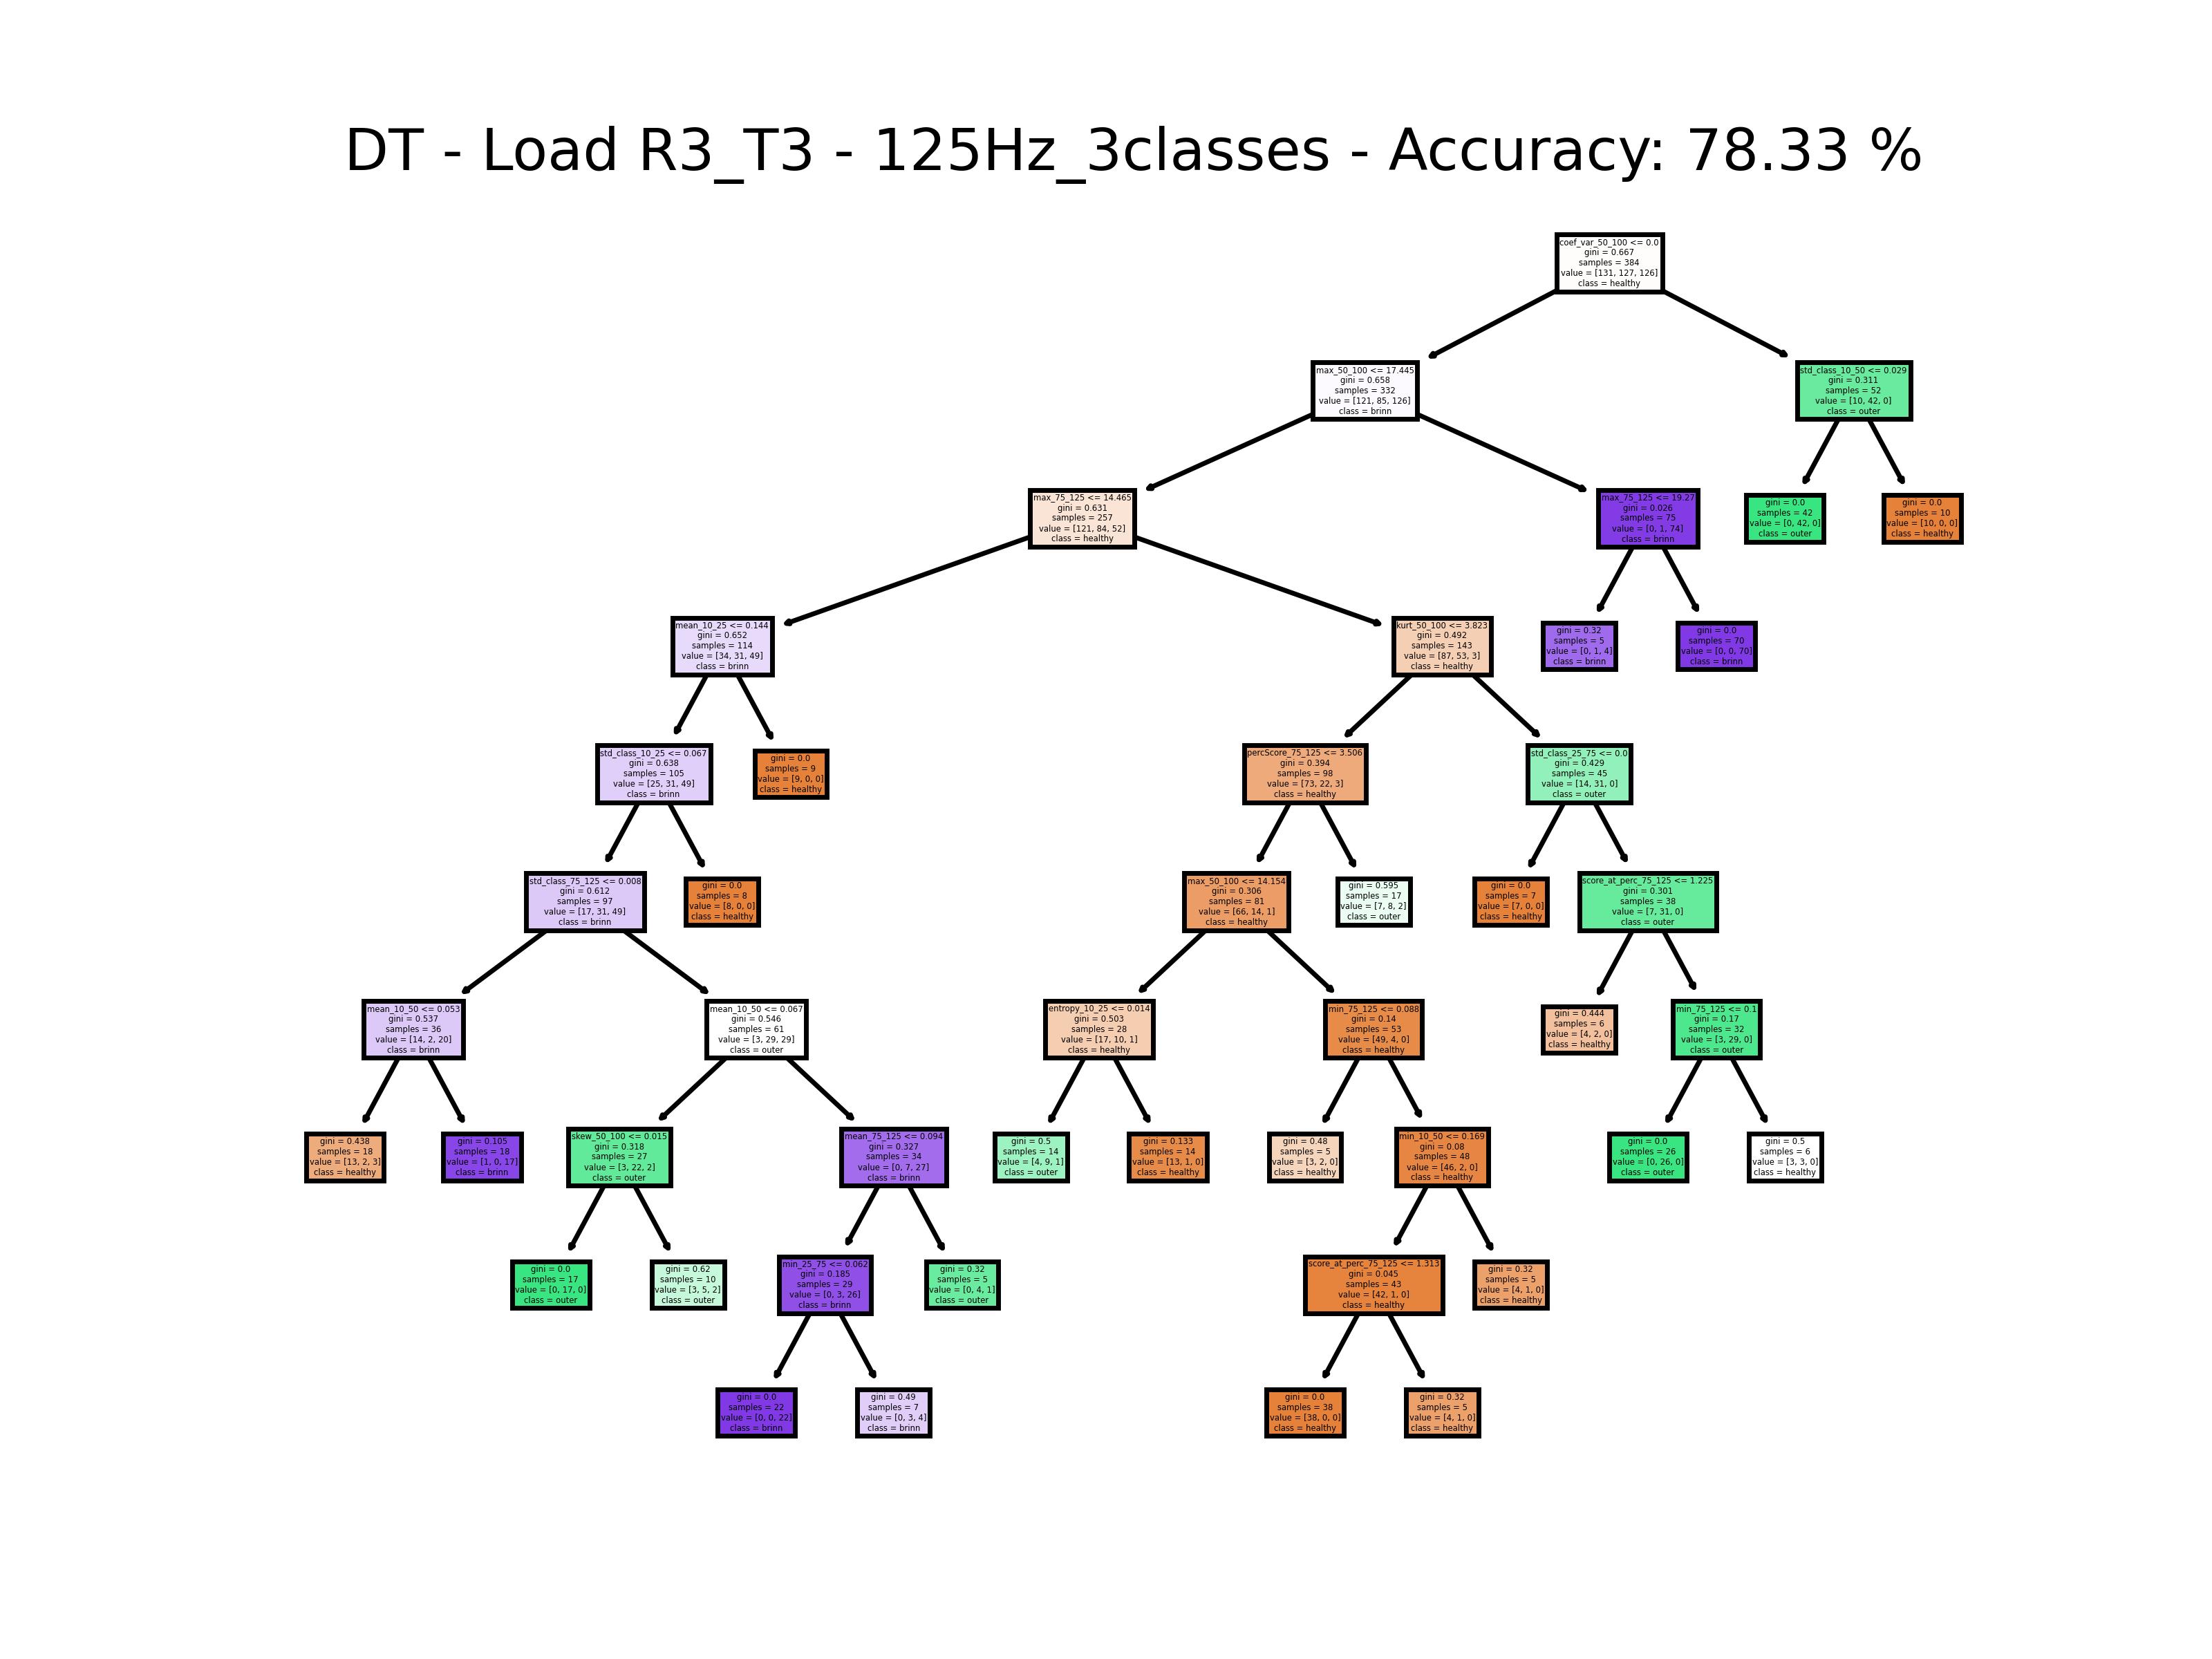 DT - Load R3_T3 - 125Hz_3classes - Accuracy: 78.33 %
coef_var_50_100 <= 0.0
gini = 0.667
samples = 384
value = [131, 127, 126]
class = healthy
max_50_100 <= 17.445
gini = 0.658
samples = 332
value = [121, 85, 126]
class = brinn
std_class_10_50 <= 0.029
gini = 0.311
samples = 52
value = [10, 42, 0]
class = outer
max_75_125 <= 14.465
gini = 0.631
samples = 257
value = [121, 84, 52]
class = healthy
max_75_125 <= 19.27
gini = 0.026
samples = 75
value = [0, 1, 74]
class = brinn
gini = 0.0
samples = 42
value = [0, 42, 0]
class = outer
gini = 0.0
samples = 10
value = [10, 0, 0]
class = healthy
mean_10_25 <= 0.144
gini = 0.652
samples = 114
value = [34, 31, 49]
class = brinn
kurt_50_100 <= 3.823
gini = 0.492
samples = 143
value = [87, 53, 3]
class = healthy
gini = 0.32
samples = 5
value = [0, 1, 4]
class = brinn
gini = 0.0
samples = 70
value = [0, 0, 70]
class = brinn
std_class_10_25 <= 0.067
gini = 0.638
samples = 105
value = [25, 31, 49]
class = brinn
gini = 0.0
samples = 9
value = [9, 0, 0]
class = healthy
percScore_75_125 <= 3.506
gini = 0.394
samples = 98
value = [73, 22, 3]
class = healthy
std_class_25_75 <= 0.0
gini = 0.429
samples = 45
value = [14, 31, 0]
class = outer
std_class_75_125 <= 0.008
gini = 0.612
samples = 97
value = [17, 31, 49]
class = brinn
gini = 0.0
samples = 8
value = [8, 0, 0]
class = healthy
max_50_100 <= 14.154
gini = 0.306
samples = 81
value = [66, 14, 1]
class = healthy
gini = 0.595
samples = 17
value = [7, 8, 2]
class = outer
gini = 0.0
samples = 7
value = [7, 0, 0]
class = healthy
score_at_perc_75_125 <= 1.225
gini = 0.301
samples = 38
value = [7, 31, 0]
class = outer
mean_10_50 <= 0.053
gini = 0.537
samples = 36
value = [14, 2, 20]
class = brinn
mean_10_50 <= 0.067
gini = 0.546
samples = 61
value = [3, 29, 29]
class = outer
entropy_10_25 <= 0.014
gini = 0.503
samples = 28
value = [17, 10, 1]
class = healthy
min_75_125 <= 0.088
gini = 0.14
samples = 53
value = [49, 4, 0]
class = healthy
gini = 0.444
samples = 6
value = [4, 2, 0]
class = healthy
min_75_125 <= 0.1
gini = 0.17
samples = 32
value = [3, 29, 0]
class = outer
gini = 0.438
samples = 18
value = [13, 2, 3]
class = healthy
gini = 0.105
samples = 18
value = [1, 0, 17]
class = brinn
skew_50_100 <= 0.015
gini = 0.318
samples = 27
value = [3, 22, 2]
class = outer
mean_75_125 <= 0.094
gini = 0.327
samples = 34
value = [0, 7, 27]
class = brinn
gini = 0.5
samples = 14
value = [4, 9, 1]
class = outer
gini = 0.133
samples = 14
value = [13, 1, 0]
class = healthy
gini = 0.48
samples = 5
value = [3, 2, 0]
class = healthy
min_10_50 <= 0.169
gini = 0.08
samples = 48
value = [46, 2, 0]
class = healthy
gini = 0.0
samples = 26
value = [0, 26, 0]
class = outer
gini = 0.5
samples = 6
value = [3, 3, 0]
class = healthy
gini = 0.0
samples = 17
value = [0, 17, 0]
class = outer
gini = 0.62
samples = 10
value = [3, 5, 2]
class = outer
min_25_75 <= 0.062
gini = 0.185
samples = 29
value = [0, 3, 26]
class = brinn
gini = 0.32
samples = 5
value = [0, 4, 1]
class = outer
score_at_perc_75_125 <= 1.313
gini = 0.045
samples = 43
value = [42, 1, 0]
class = healthy
gini = 0.32
samples = 5
value = [4, 1, 0]
class = healthy
gini = 0.0
samples = 22
value = [0, 0, 22]
class = brinn
gini = 0.49
samples = 7
value = [0, 3, 4]
class = brinn
gini = 0.0
samples = 38
value = [38, 0, 0]
class = healthy
gini = 0.32
samples = 5
value = [4, 1, 0]
class = healthy